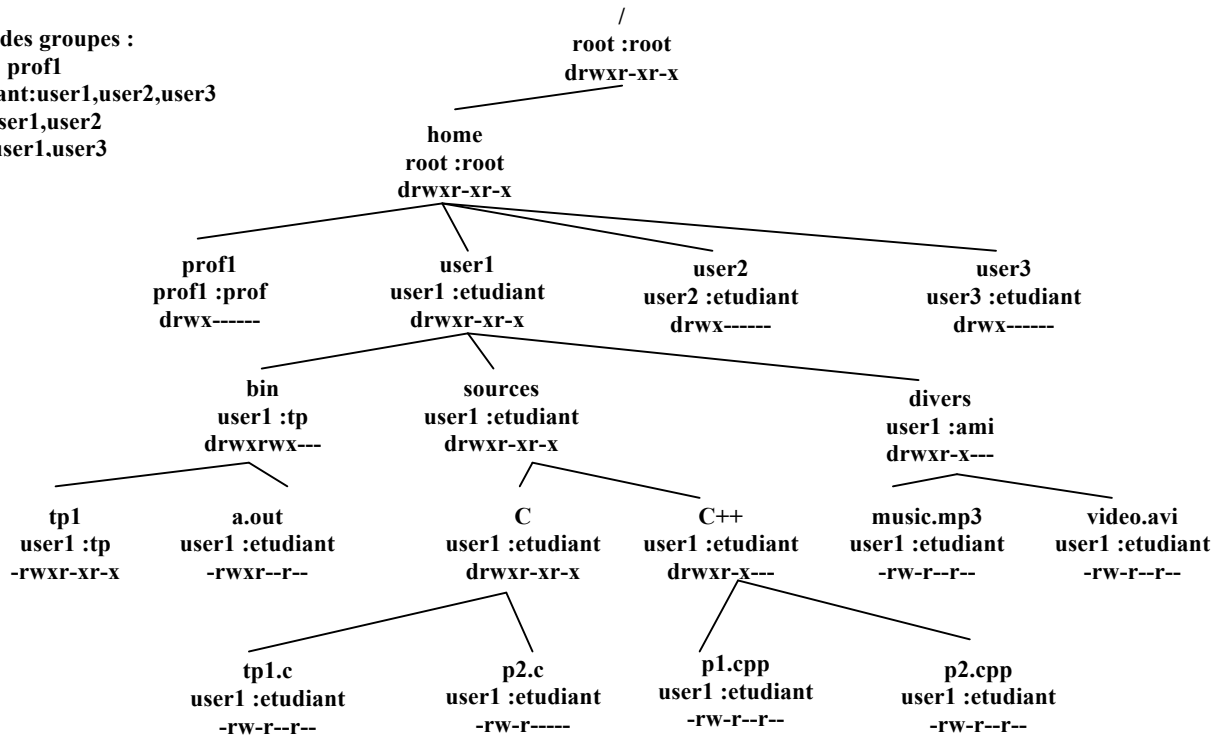 des groupes :
prof1
ant:user1,user2,user3
ser1,user2
user1,user3
/
root :root
drwxr-xr-x
home
root :root
drwxr-xr-x
prof1
prof1 :prof
drwx------
user1
user1 :etudiant
drwxr-xr-x
user2
user2 :etudiant
drwx------
user3
user3 :etudiant
drwx------
bin
user1 :tp
drwxrwx---
sources
user1 :etudiant
drwxr-xr-x
divers
user1 :ami
drwxr-x---
tp1
user1 :tp
-rwxr-xr-x
a.out
user1 :etudiant
-rwxr--r--
C
user1 :etudiant
drwxr-xr-x
C++
user1 :etudiant
drwxr-x---
music.mp3
user1 :etudiant
-rw-r--r--
video.avi
user1 :etudiant
-rw-r--r--
tp1.c
user1 :etudiant
-rw-r--r--
p2.c
user1 :etudiant
-rw-r-----
p1.cpp
user1 :etudiant
-rw-r--r--
p2.cpp
user1 :etudiant
-rw-r--r--